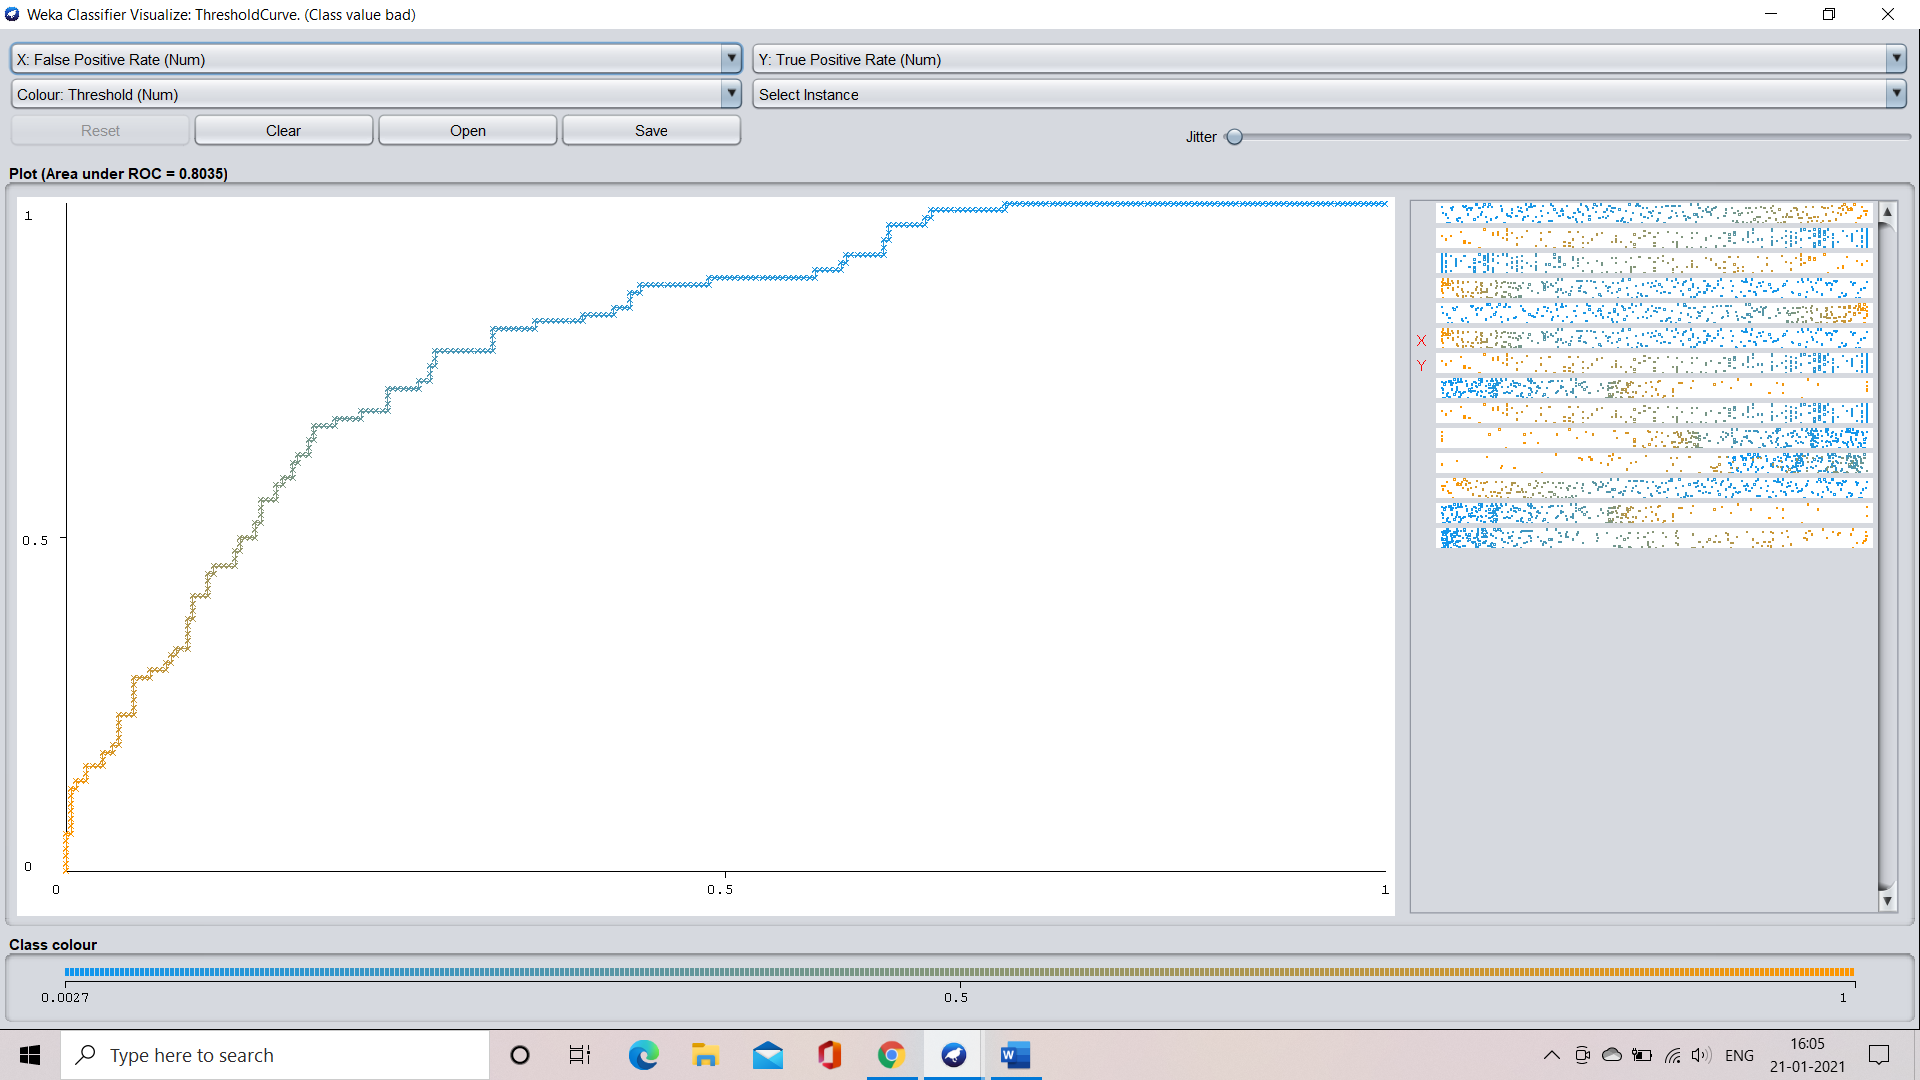 Weka Classifier Visualize: ThresholdCurve. (Class value bad)
X: False Positive Rate (Num)
Y: True Positive Rate (Num)
Colour: Threshold (Num)
Select Instance
Reset
Clear
Open
Save
Jitter
Plot (Area under ROC = 0.8035)
1
0.5
0
0
0.5
1
X
Y
Class colour
0.0027
0.5
1
Type here to search
ENG
16:05
21-01-2021